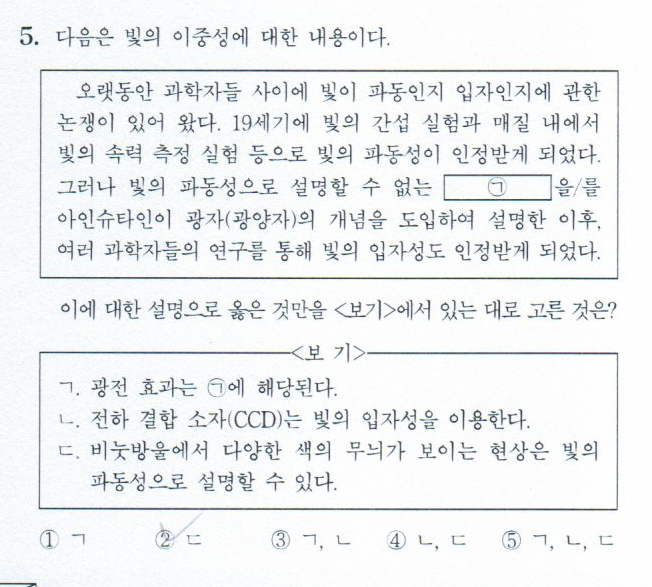 5. 다음은 빛의 이중성에 대한 내용이다.
오랫동안 과학자들 사이에 빛이 파동인지 입자인지에 관한
논쟁이 있어 왔다. 19세기에 빛의 간섭 실험과 매질 내에서
빛의 속력 측정 실험 등으로 빛의 파동성이 인정받게 되었다.
그러나 빛의 파동성으로 설명할 수 없는 ㉠ 을/를
아인슈타인이 광자(광양자)의 개념을 도입하여 설명한 이후,
여러 과학자들의 연구를 통해 빛의 입자성도 인정받게 되었다.
이에 대한 설명으로 옳은 것만을 <보기>에서 있는 대로 고른 것은?
<보 기>
ㄱ. 광전 효과는 ㉠에 해당된다.
ㄴ. 전하 결합 소자(CCD)는 빛의 입자성을 이용한다.
ㄷ. 비눗방울에서 다양한 색의 무늬가 보이는 현상은 빛의
파동성으로 설명할 수 있다.
① ㄱ ② ㄷ ③ ㄱ, ㄴ ④ ㄴ, ㄷ ⑤ ㄱ, ㄴ, ㄷ